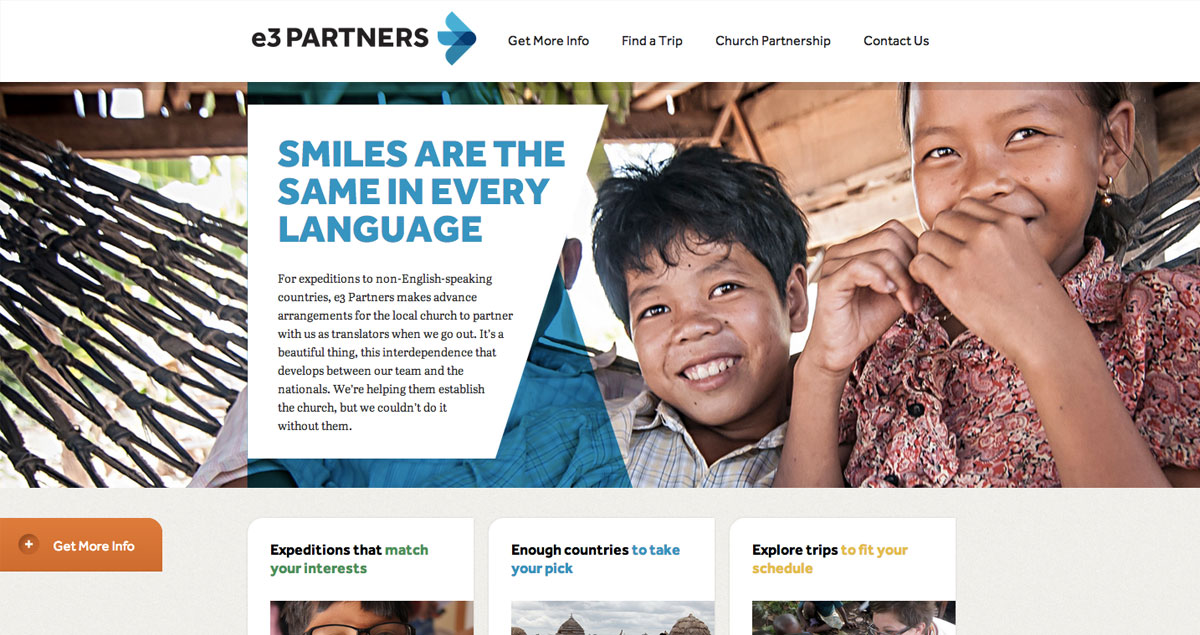 e3 PARTNERS
Get More Info
Find a Trip
Church Partnership
Contact Us
SMILES ARE THE
SAME IN EVERY
LANGUAGE
For expeditions to non-English-speaking
countries, e3 Partners makes advance
arrangements for the local church to partner
with us as translators when we go out. It's a
beautiful thing, this interdependence that
develops between our team and the
nationals. We're helping them establish
the church, but we couldn't do it
without them.
Get More Info
Expeditions that match
your interests
Enough countries to take
your pick
Explore trips to fit your
schedule